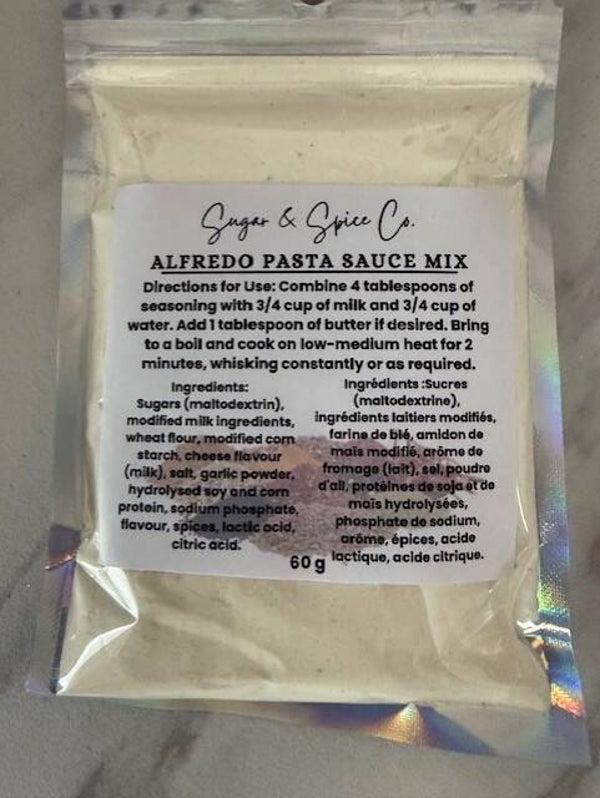 Sugar & Spice Co.
ALFREDO PASTA SAUCE MIX
Directions for Use: Combine 4 tablespoons of
seasoning with 3/4 cup of milk and 3/4 cup of
water. Add 1 tablespoon of butter if desired. Bring
to a boil and cook on low-medium heat for 2
minutes, whisking constantly or as required.
Ingredients:
Sugars (maltodextrin),
modified milk ingredients,
wheat flour, modified corn
starch, cheese flavour
(milk), salt, garlic powder,
hydrolysed soy and corn
protein, sodium phosphate,
flavour, spices, lactic acid,
citric acid.
Ingrédients :Sucres
(maltodextrine),
ingrédients laitiers modifiés,
farine de blé, amidon de
maïs modifié, arôme de
fromage (lait), sel, poudre
d'ail, protéines de soja et de
maïs hydrolysées,
phosphate de sodium,
arôme, épices, acide
lactique, acide citrique.
60 g